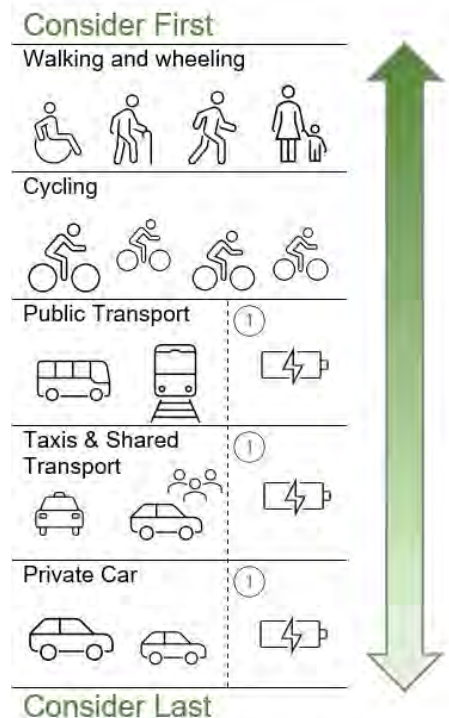 Consider First
Walking and wheeling
Cycling
Public Transport
1
Taxis & Shared
Transport
1
Private Car
1
Consider Last